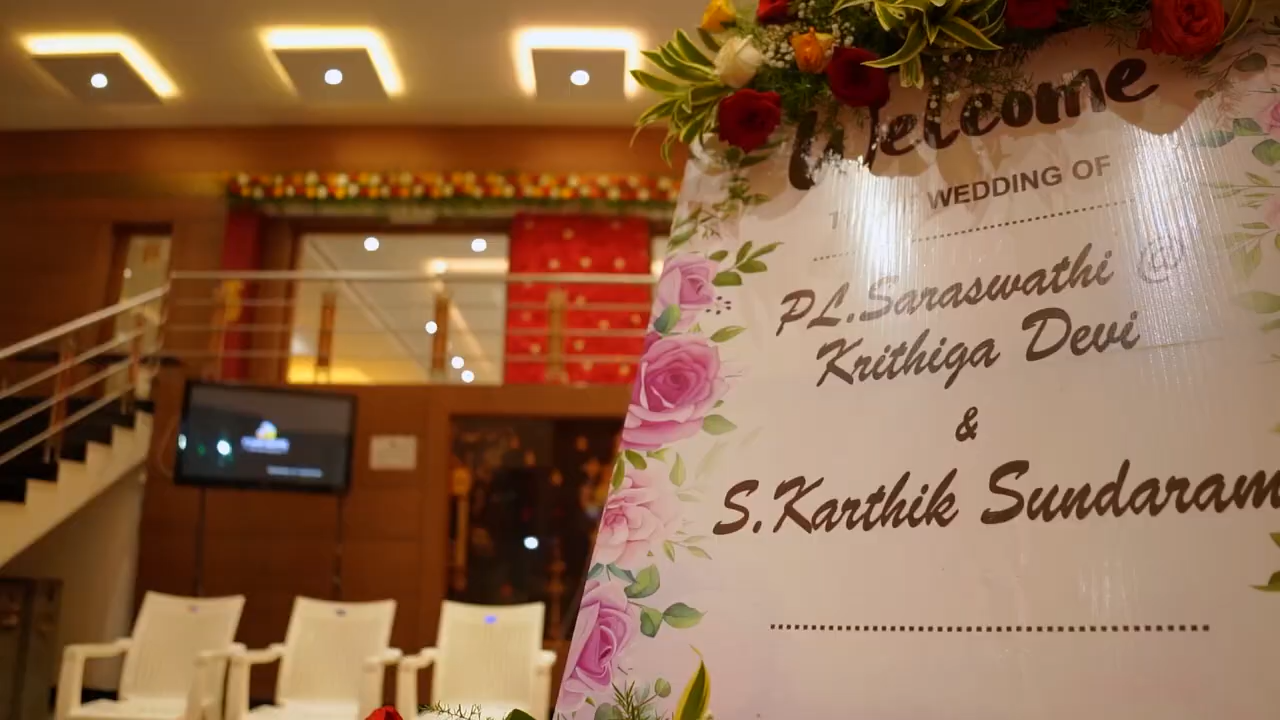 Welcome
WEDDING OF
PL.Saraswathi @
Krithiga Devi
&
S.Karthik Sundaram